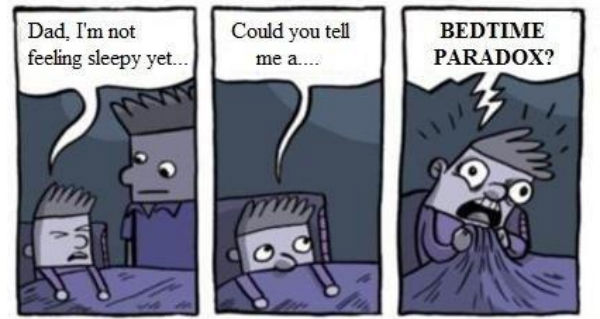 Dad, I'm not
feeling sleepy yet...
Could you tell
me a....
BEDTIME
PARADOX?